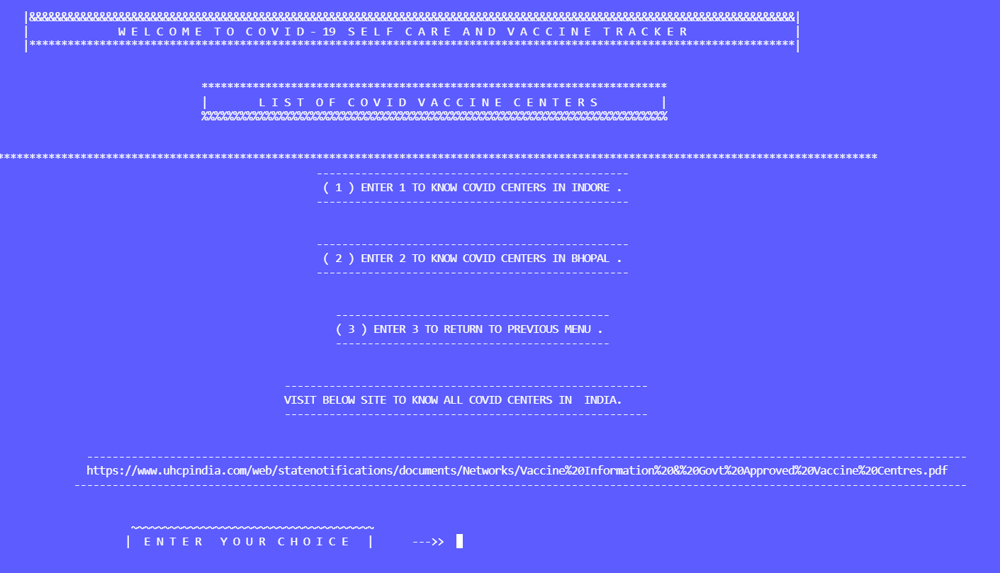 W E L C O M E T O C O V I D - 19 S E L F C A R E A N D V A C C I N E T R A C K E R
L I S T O F C O V I D V A C C I N E C E N T E R S
( 1 ) ENTER 1 TO KNOW COVID CENTERS IN INDORE .
( 2 ) ENTER 2 TO KNOW COVID CENTERS IN BHOPAL .
( 3 ) ENTER 3 TO RETURN TO PREVIOUS MENU .
VISIT BELOW SITE TO KNOW ALL COVID CENTERS IN INDIA.
https://www.uhcpindia.com/web/statenotifications/documents/Networks/Vaccine%20Information%20&%20Govt%20Approved%20Vaccine%20Centres.pdf
| E N T E R Y O U R C H O I C E | --->>